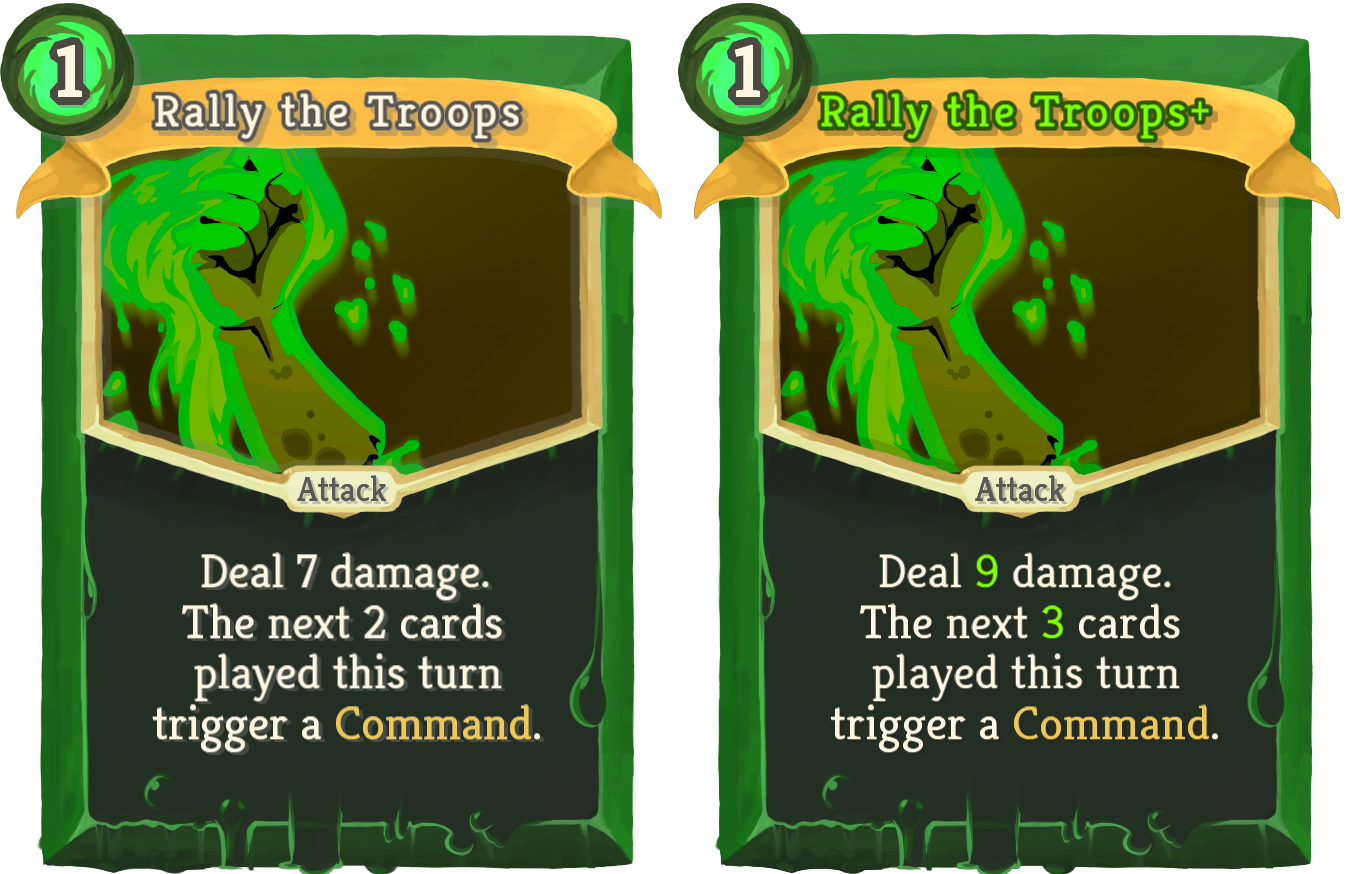 1
Rally the Troops
Attack
Deal 7 damage.
The next 2 cards
played this turn
trigger a Command.
1
Rally the Troops+
Attack
Deal 9 damage.
The next 3 cards
played this turn
trigger a Command.